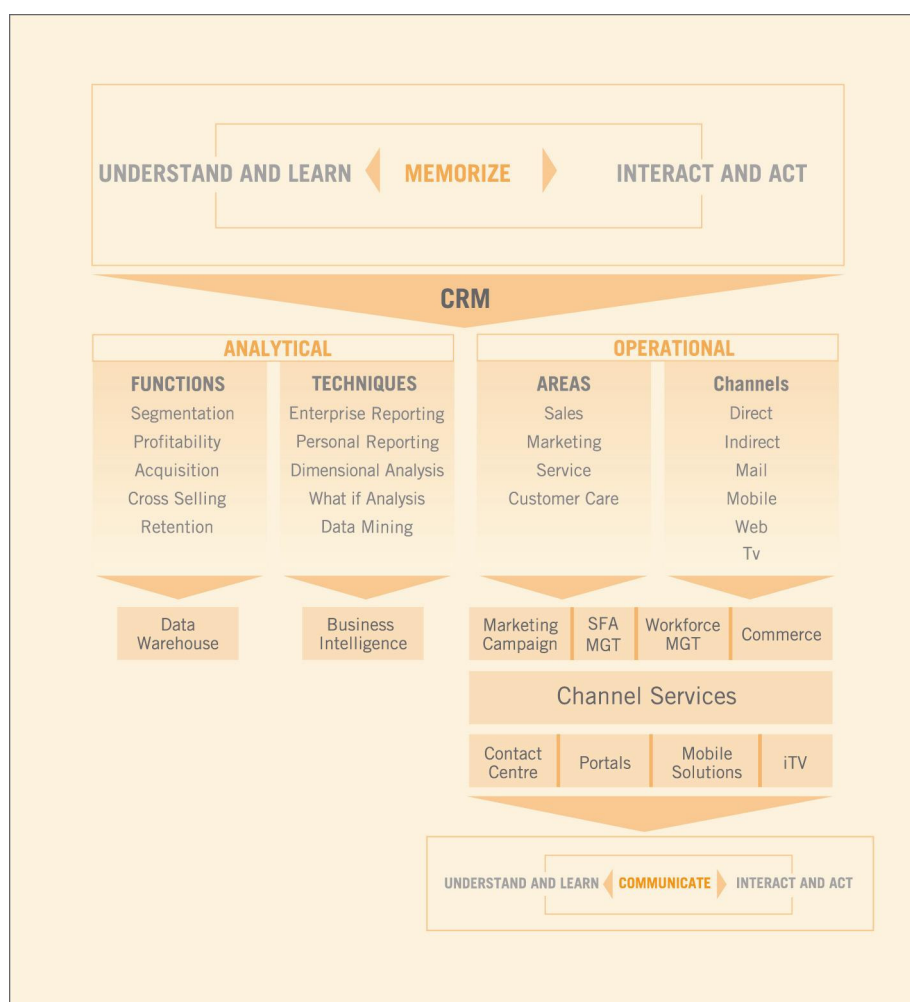 UNDERSTAND AND LEARN MEMORIZE INTERACT AND ACT
CRM
ANALYTICAL
FUNCTIONS
Segmentation
Profitability
Acquisition
Cross Selling
Retention
TECHNIQUES
Enterprise Reporting
Personal Reporting
Dimensional Analysis
What if Analysis
Data Mining
OPERATIONAL
AREAS
Sales
Marketing
Service
Customer Care
Channels
Direct
Indirect
Mail
Mobile
Web
Tv
Data
Warehouse
Business
Intelligence
Marketing
Campaign
SFA
MGT
Workforce
MGT
Commerce
Channel Services
Contact
Centre
Portals
Mobile
Solutions
iTV
UNDERSTAND AND LEARN COMMUNICATE INTERACT AND ACT